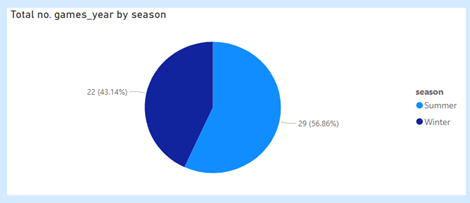 Total no. games_year by season
22 (43.14%)
29 (56.86%)
season
Summer
Winter